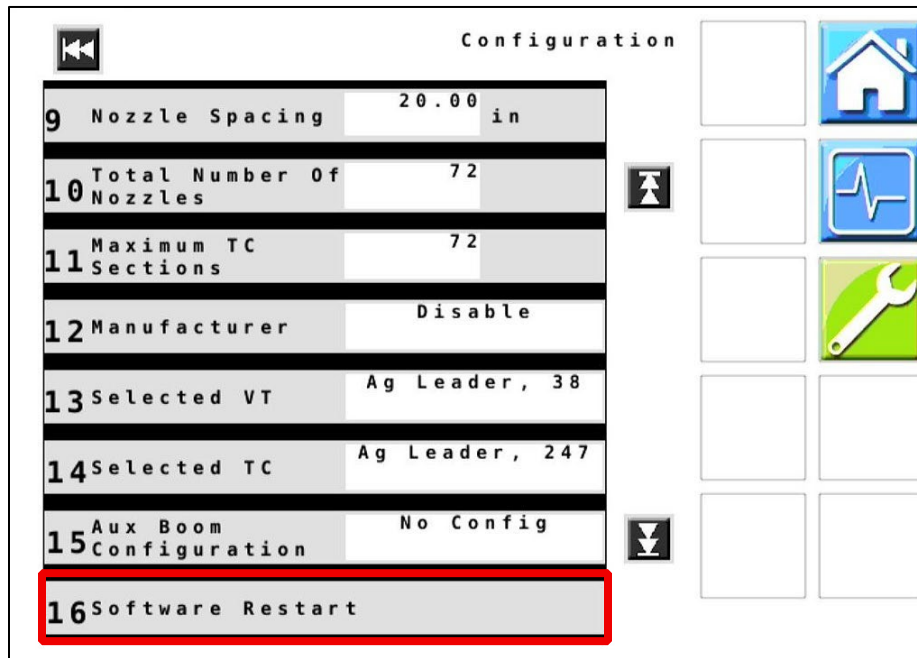 Configuration
9 Nozzle Spacing 20.00 in
10 Total Number Of
Nozzles 72
11 Maximum TC
Sections 72
12 Manufacturer Disable
13 Selected VT Ag Leader, 38
14 Selected TC Ag Leader, 247
15 Aux Boom
Configuration No Config
16 Software Restart